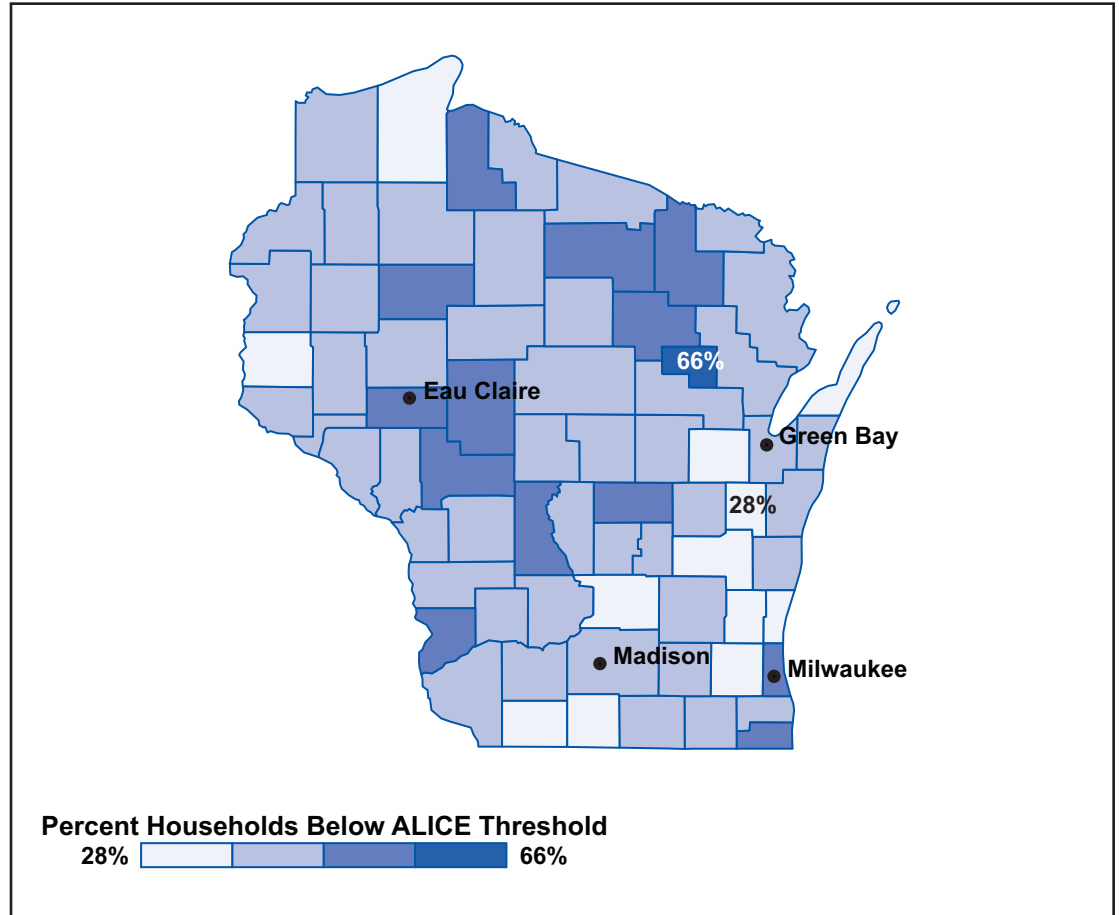 66%
Eau Claire
Green Bay
28%
Madison
Milwaukee
Percent Households Below ALICE Threshold
28% 66%